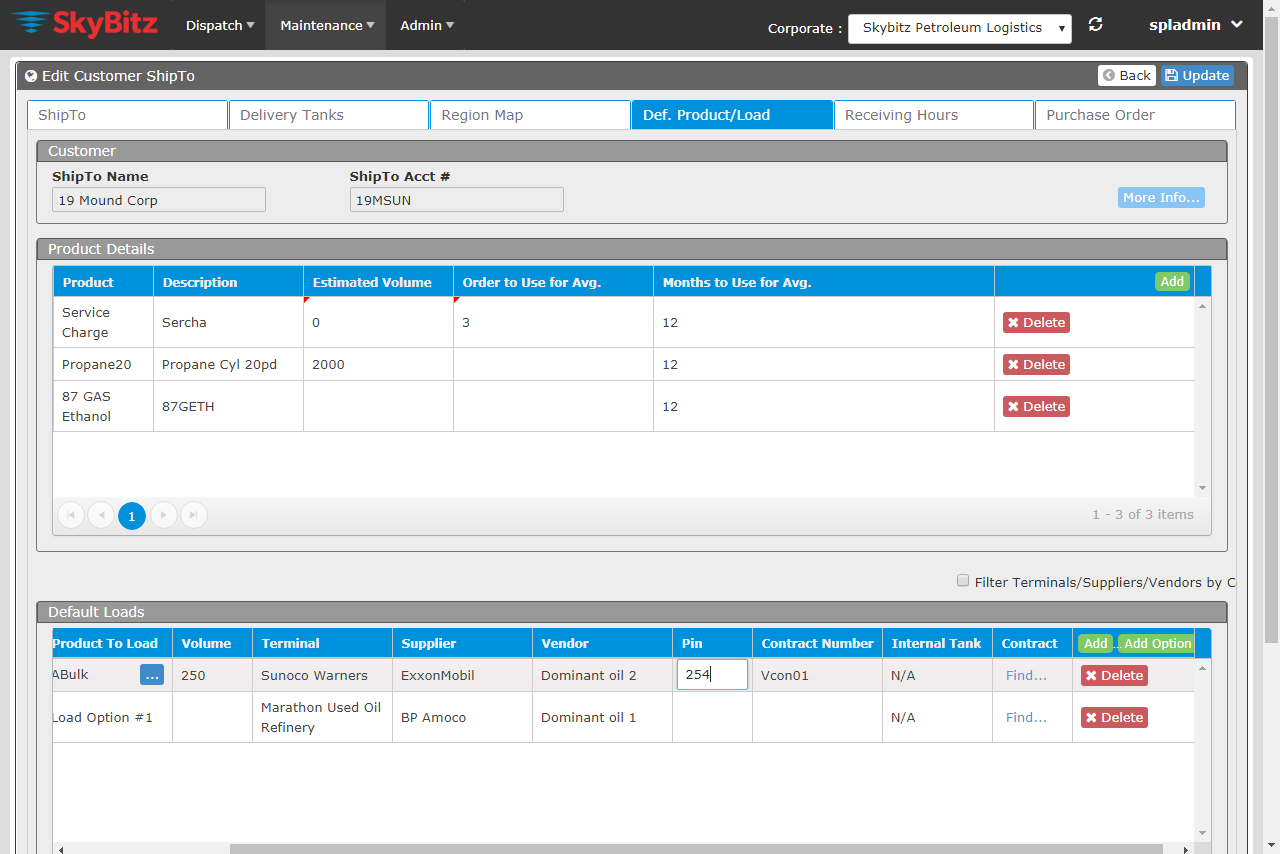 SkyBitz
Dispatch
Maintenance
Admin
Corporate :
Skybitz Petroleum Logistics
spladmin
Edit Customer ShipTo
Back
Update
ShipTo
Delivery Tanks
Region Map
Def. Product/Load
Receiving Hours
Purchase Order
Customer
ShipTo Name
ShipTo Acct #
19 Mound Corp
19MSUN
More Info...
Product Details
Product
Description
Estimated Volume
Order to Use for Avg.
Months to Use for Avg.
Add
Service
Charge
Sercha
0
3
12
Delete
Propane20
Propane Cyl 20pd
2000
12
Delete
87 GAS
Ethanol
87GETH
12
Delete
1
1 - 3 of 3 items
Filter Terminals/Suppliers/Vendors by C
Default Loads
Product To Load
Volume
Terminal
Supplier
Vendor
Pin
Contract Number
Internal Tank
Contract
Add
Add Option
ABulk
...
250
Sunoco Warners
ExxonMobil
Dominant oil 2
254
Vcon01
N/A
Find...
Delete
Load Option #1
Marathon Used Oil
Refinery
BP Amoco
Dominant oil 1
N/A
Find...
Delete